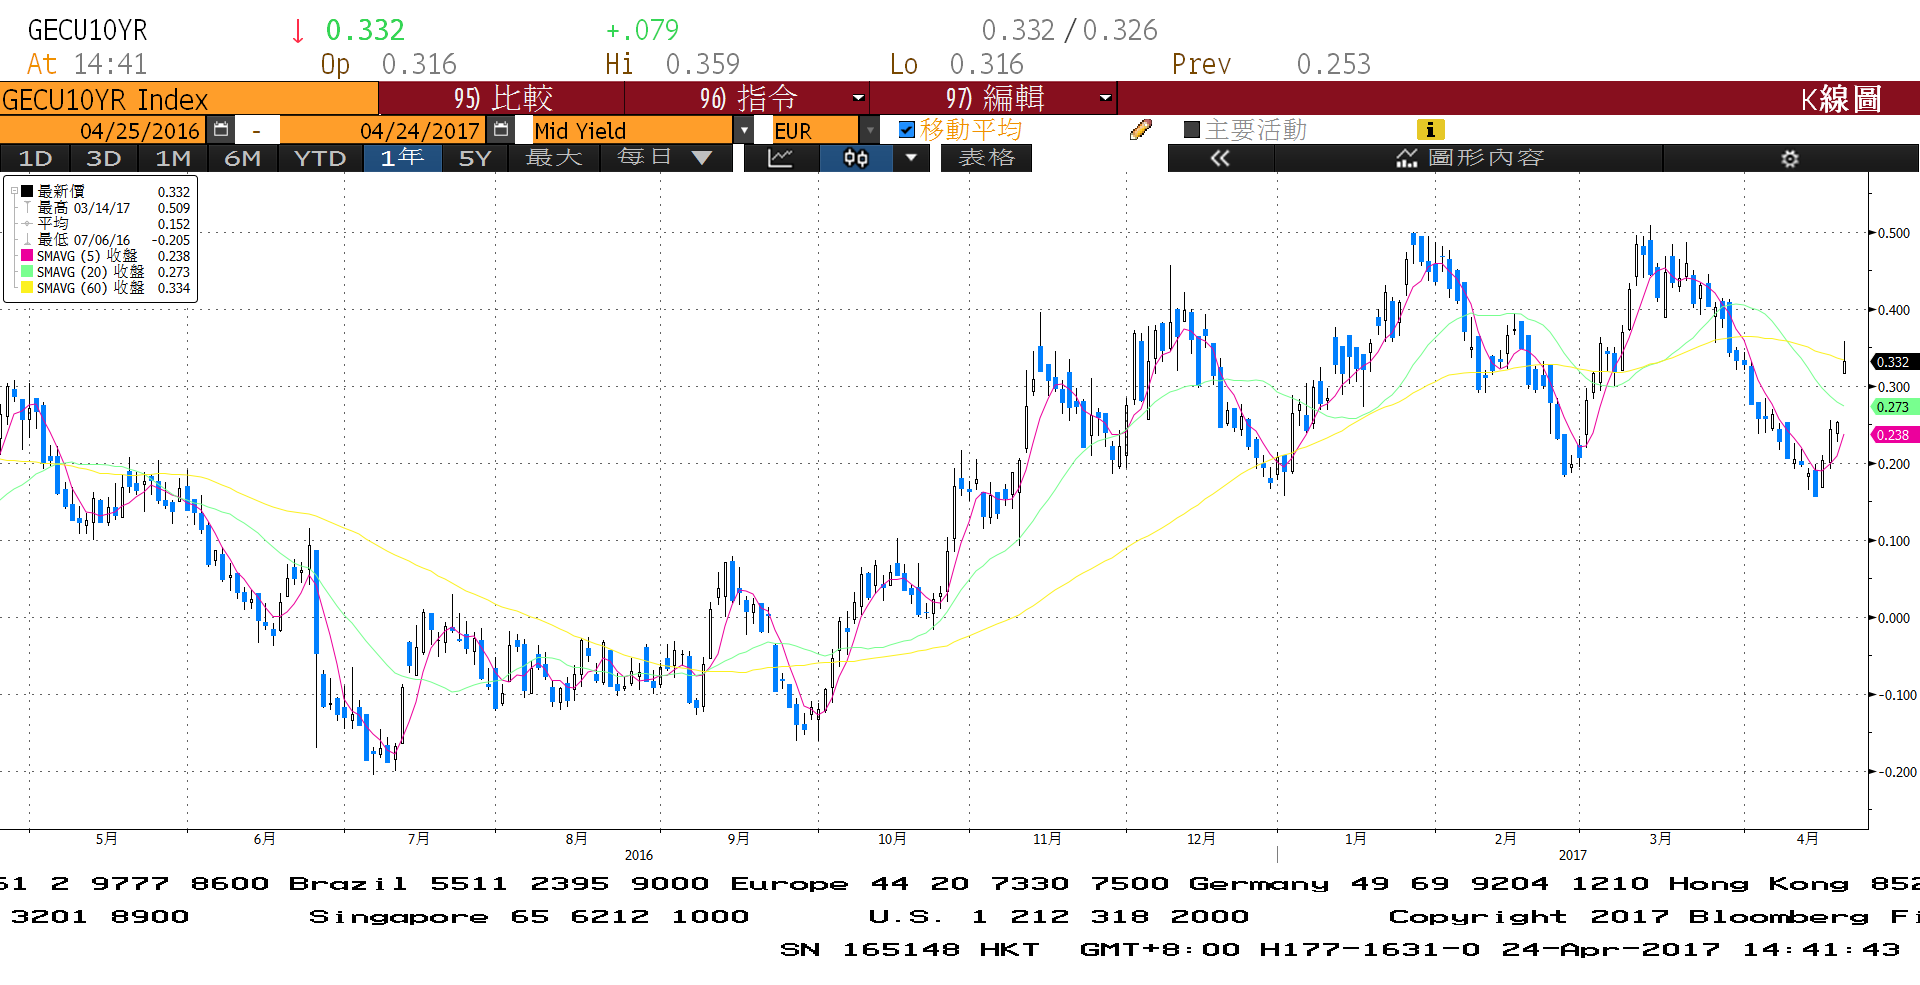 GECU10YR ↓ 0.332 +.079 0.332/0.326
At 14:41 Op 0.316 Hi 0.359 Lo 0.316 Prev 0.253
GECU10YR Index 95) 比較 96) 指令 97) 編輯 K線圖
04/25/2016 - 04/24/2017 Mid Yield EUR 移動平均 主要活動
1D 3D 1M 6M YTD 1年 5Y 最大 每日 表格 圖形內容
最新價 0.332
最高 03/14/17 0.509
平均 0.152
最低 07/06/16 -0.205
SMAVG (5) 收盤 0.238
SMAVG (20) 收盤 0.273
SMAVG (60) 收盤 0.334
0.500
0.400
0.332
0.300
0.273
0.238
0.200
0.100
0.000
-0.100
-0.200
5月 6月 7月 8月 9月 10月 11月 12月 1月 2月 3月 4月
2016 2017
61 2 9777 8600 Brazil 5511 2395 9000 Europe 44 20 7330 7500 Germany 49 69 9204 1210 Hong Kong 852
3201 8900 Singapore 65 6212 1000 U.S. 1 212 318 2000 Copyright 2017 Bloomberg Fi
SN 165148 HKT GMT+8:00 H177-1631-0 24-Apr-2017 14:41:43